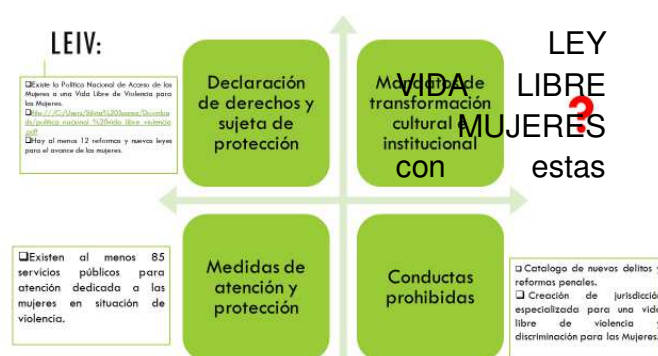 LEIV:
❑Existe la Política Nacional de Acceso de las
Mujeres a una Vida Libre de Violencia para
las Mujeres.
❑Hay al menos 12 reformas y nuevas leyes
para el avance de las mujeres.
Declaración
de derechos y
sujeta de
protección
Mandatos de
transformación
cultural e
institucional
LEY
VIDA LIBRE
?
MUJERES
con estas
❑Existen al menos 85
servicios públicos para
atención dedicada a las
mujeres en situación de
violencia.
Medidas de
atención y
protección
Conductas
prohibidas
❑ Catalogo de nuevos delitos y
reformas penales.
❑ Creación de jurisdicción
especializada para una vida
libre de violencia y
discriminación para las Mujeres.